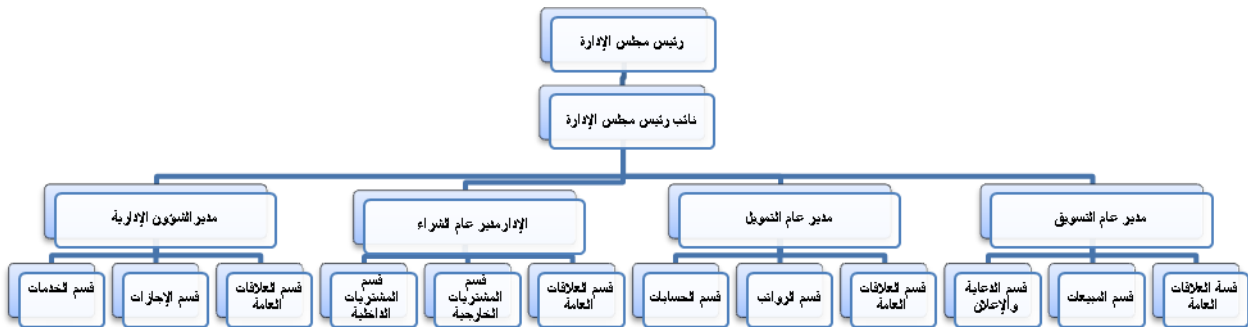 رئيس مجلس الإدارة
نائب رئيس مجلس الإدارة
مدير عام التسويق
مدير عام التمويل
الإدارمدير عام الشراء
مدير الشؤون الإدارية
قسة العلاقات
العامة
قسم المبيعات
قسم الدعاية
والإعلان
قسم العلاقات
العامة
قسم الرواتب
قسم الحسابات
قسم العلاقات
العامة
قسم
المشتريات
الخارجية
قسم
المشتريات
الداخلية
قسم العلاقات
العامة
قسم الإجازات
قسم الخدمات